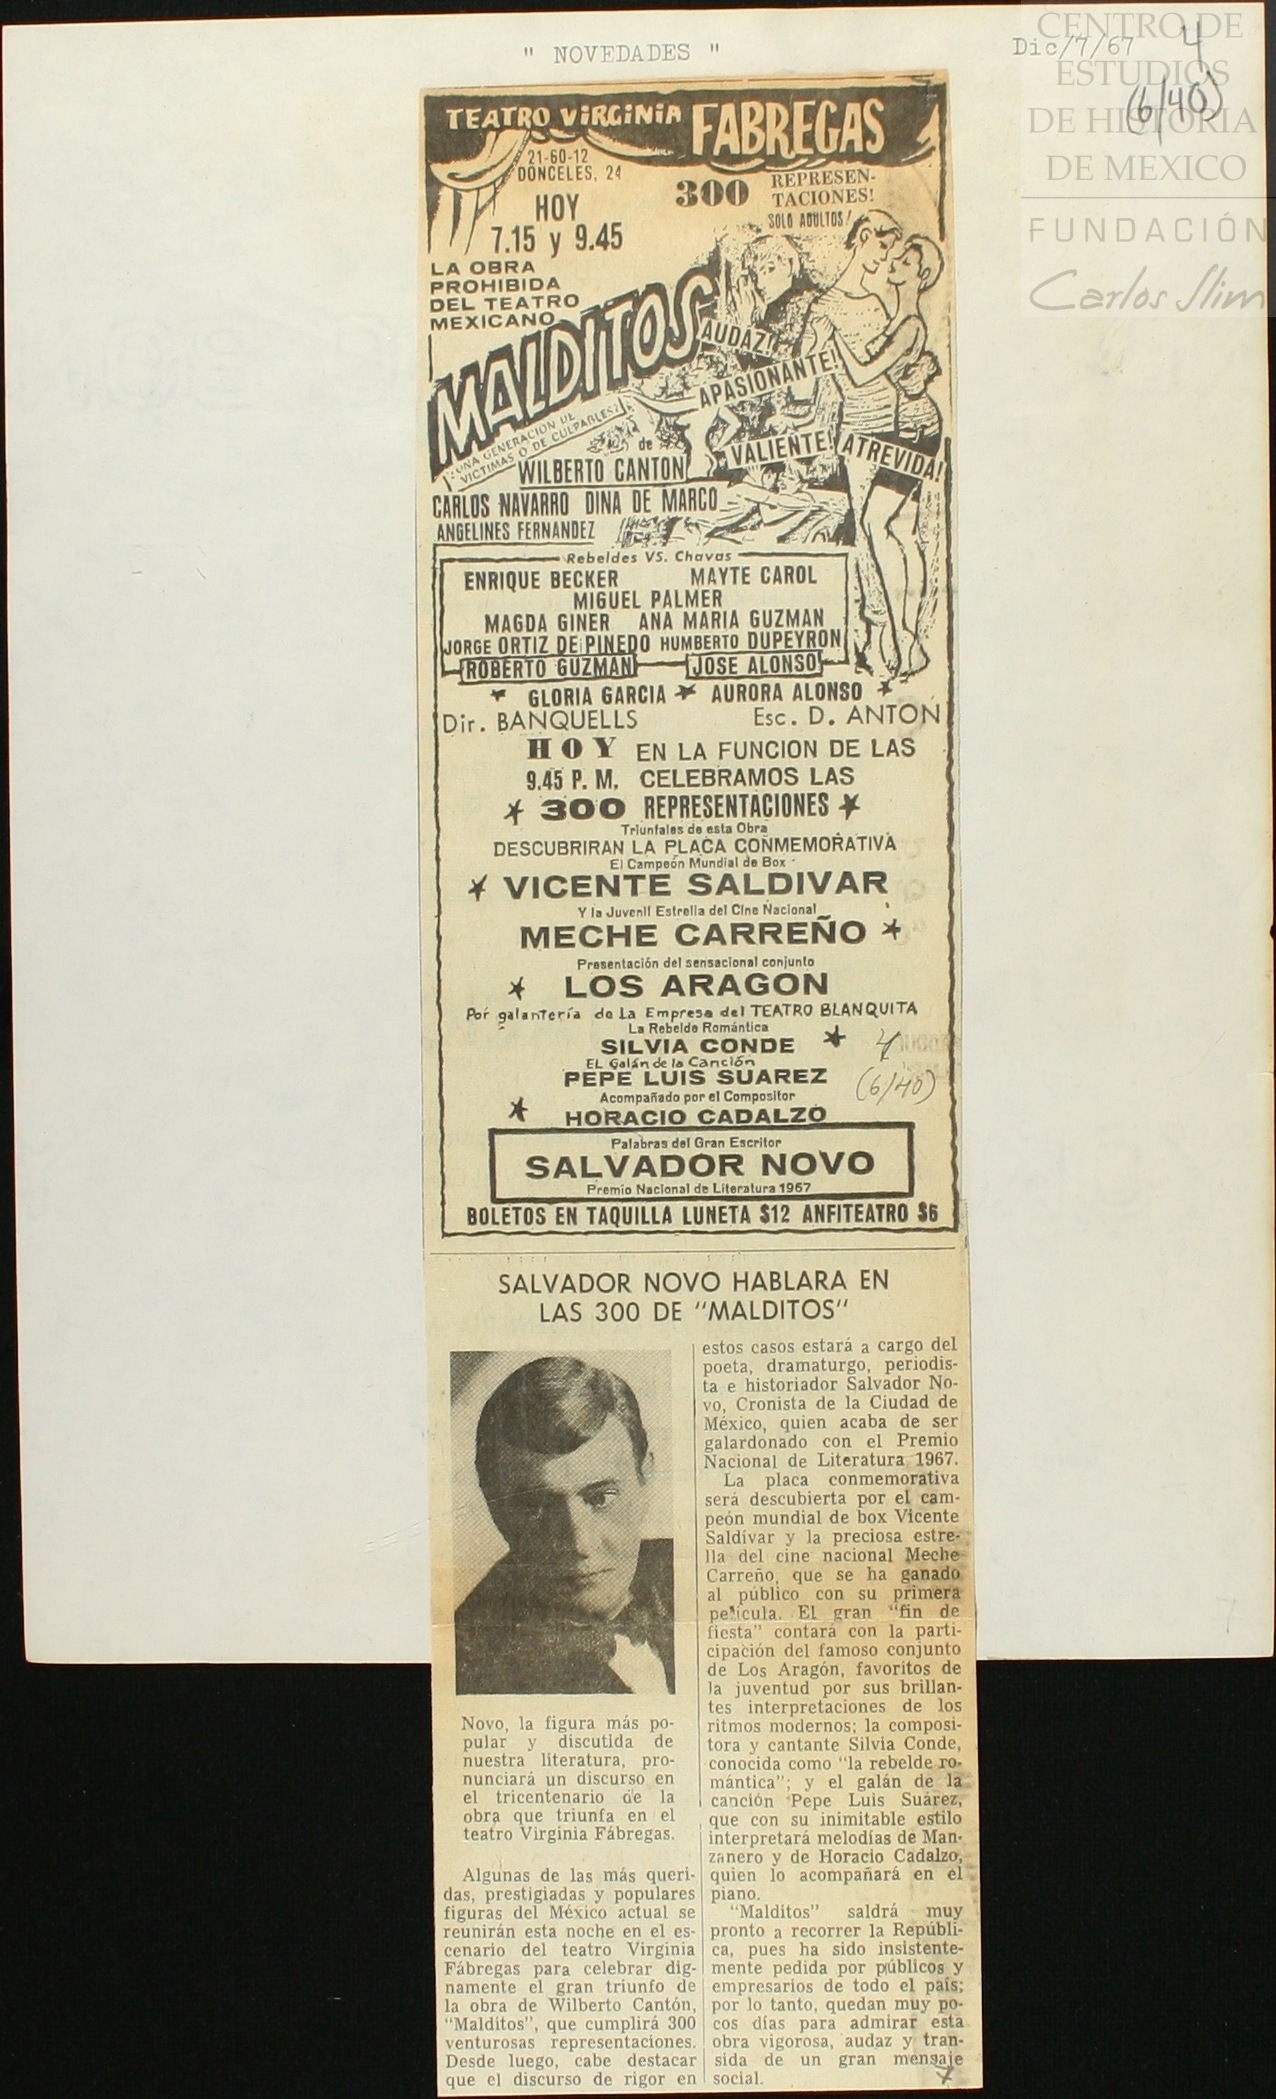 " NOVEDADES "
Dic/7/67
4
(6/40)
CENTRO DE
ESTUDIOS
DE HISTORIA
DE MEXICO
FUNDACIÓN
Carlos Slim
TEATRO VIRGINIA FABREGAS
21-60-12
DONCELES, 24
HOY
7.15 y 9.45
300 REPRESEN-
TACIONES!
SOLO ADULTOS!
LA OBRA
PROHIBIDA
DEL TEATRO
MEXICANO
MALDITOS
AUDAZ!
APASIONANTE!
VALIENTE! ATREVIDA!
¿UNA GENERACION DE
VICTIMAS O DE CULPABLES?
de
WILBERTO CANTON
CARLOS NAVARRO DINA DE MARCO
ANGELINES FERNANDEZ
Rebeldes VS. Chavas
ENRIQUE BECKER MAYTE CAROL
MIGUEL PALMER
MAGDA GINER ANA MARIA GUZMAN
JORGE ORTIZ DE PINEDO HUMBERTO DUPEYRON
ROBERTO GUZMAN JOSE ALONSO
GLORIA GARCIA AURORA ALONSO
Dir. BANQUELLS Esc. D. ANTON
HOY EN LA FUNCION DE LAS
9.45 P. M. CELEBRAMOS LAS
300 REPRESENTACIONES
Triunfales de esta Obra
DESCUBRIRAN LA PLACA CONMEMORATIVA
El Campeón Mundial de Box
VICENTE SALDIVAR
Y la Juvenil Estrella del Cine Nacional
MECHE CARREÑO
Presentación del sensacional conjunto
LOS ARAGON
Por galantería de La Empresa del TEATRO BLANQUITA
La Rebelde Romántica
SILVIA CONDE
EL Galán de la Canción
PEPE LUIS SUAREZ
Acompañado por el Compositor
HORACIO CADALZO
4
(6/40)
Palabras del Gran Escritor
SALVADOR NOVO
Premio Nacional de Literatura 1967
BOLETOS EN TAQUILLA LUNETA $12 ANFITEATRO $6
SALVADOR NOVO HABLARA EN
LAS 300 DE "MALDITOS"
Novo, la figura más po-
pular y discutida de
nuestra literatura, pro-
nunciará un discurso en
el tricentenario de la
obra que triunfa en el
teatro Virginia Fábregas.
Algunas de las más queri-
das, prestigiadas y populares
figuras del México actual se
reunirán esta noche en el es-
cenario del teatro Virginia
Fábregas para celebrar dig-
namente el gran triunfo de
la obra de Wilberto Cantón,
"Malditos", que cumplirá 300
venturosas representaciones.
Desde luego, cabe destacar
que el discurso de rigor en
estos casos estará a cargo del
poeta, dramaturgo, periodis-
ta e historiador Salvador No-
vo, Cronista de la Ciudad de
México, quien acaba de ser
galardonado con el Premio
Nacional de Literatura 1967.
La placa conmemorativa
será descubierta por el cam-
peón mundial de box Vicente
Saldívar y la preciosa estre-
lla del cine nacional Meche
Carreño, que se ha ganado
al público con su primera
película. El gran "fin de
fiesta" contará con la parti-
cipación del famoso conjunto
de Los Aragón, favoritos de
la juventud por sus brillan-
tes interpretaciones de los
ritmos modernos; la composi-
tora y cantante Silvia Conde,
conocida como "la rebelde ro-
mántica"; y el galán de la
canción Pepe Luis Suárez,
que con su inimitable estilo
interpretará melodías de Man-
zanero y de Horacio Cadalzo,
quien lo acompañará en el
piano.
"Malditos" saldrá muy
pronto a recorrer la Repúbli-
ca, pues ha sido insistente-
mente pedida por públicos y
empresarios de todo el país;
por lo tanto, quedan muy po-
cos días para admirar esta
obra vigorosa, audaz y tran-
sida de un gran mensaje
social.